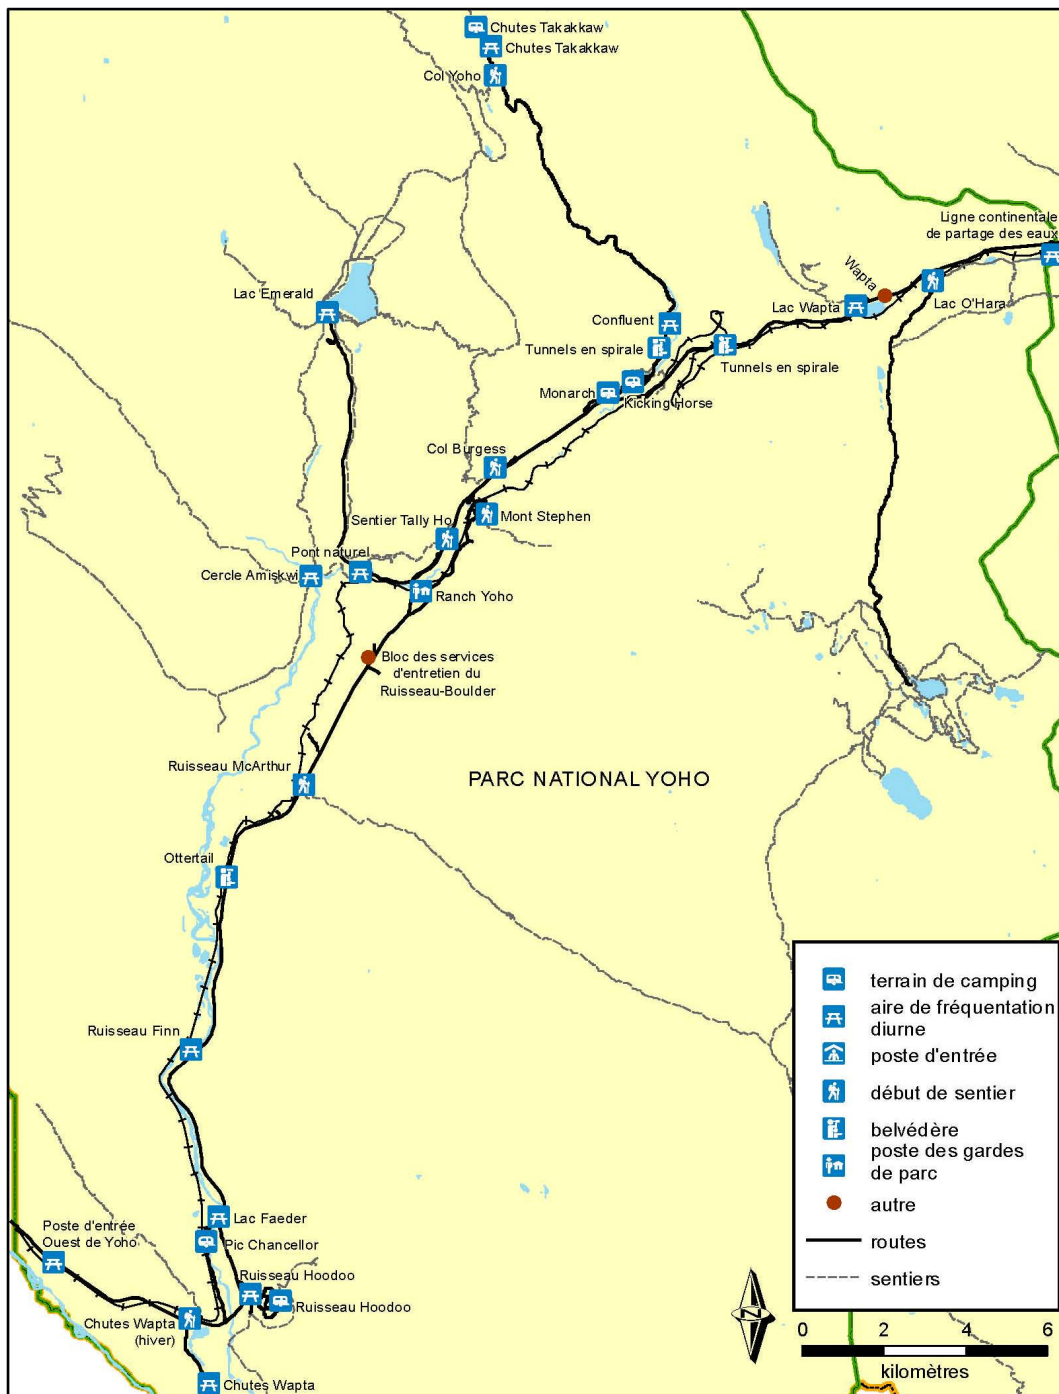 Chutes Takakkaw
Chutes Takakkaw
Col Yoho
Ligne continentale
de partage des eaux
Wapta
Lac Emerald
Lac Wapta
Lac O'Hara
Confluent
Tunnels en spirale
Tunnels en spirale
Monarch
Kicking Horse
Col Burgess
Mont Stephen
Sentier Tally Ho
Pont naturel
Cercle Amiskwi
Ranch Yoho
Bloc des services
d'entretien du
Ruisseau-Boulder
Ruisseau McArthur
PARC NATIONAL YOHO
Ottertail
Ruisseau Finn
Lac Faeder
Pic Chancellor
Poste d'entrée
Ouest de Yoho
Ruisseau Hoodoo
Ruisseau Hoodoo
Chutes Wapta
(hiver)
Chutes Wapta
terrain de camping
aire de fréquentation
diurne
poste d'entrée
début de sentier
belvédère
poste des gardes
de parc
autre
routes
sentiers
N
0 2 4 6
kilomètres